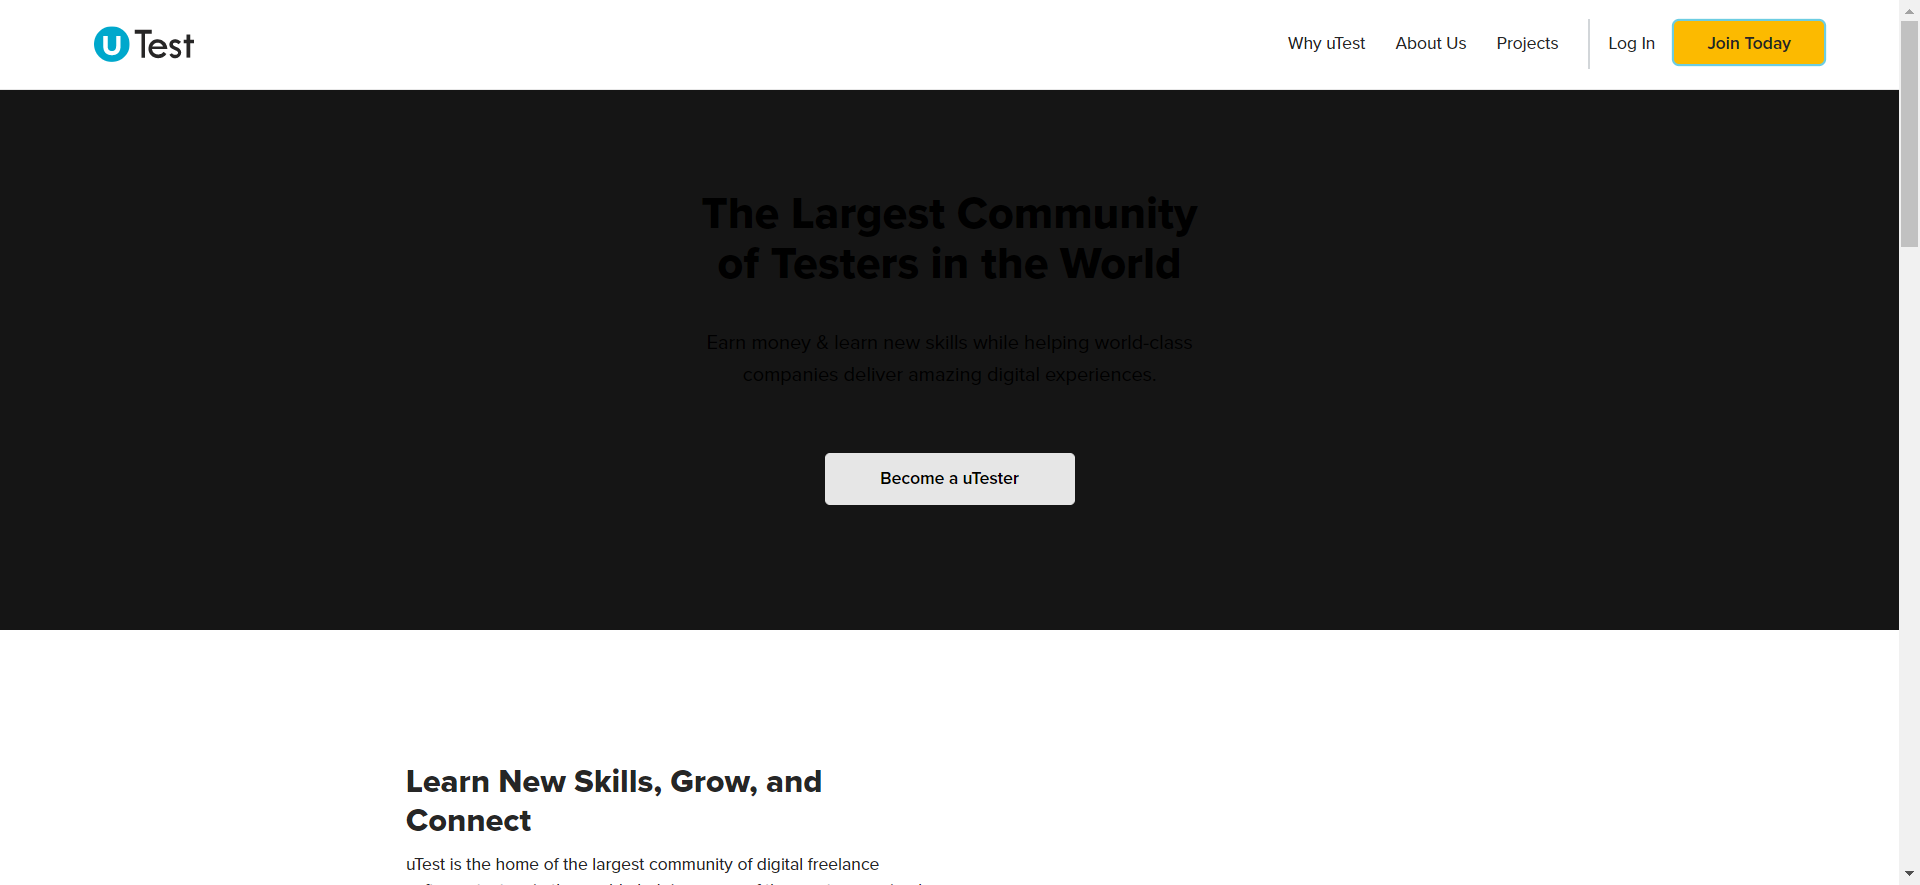 uTest
Why uTest
About Us
Projects
Log In
Join Today
The Largest Community
of Testers in the World
Earn money & learn new skills while helping world-class
companies deliver amazing digital experiences.
Become a uTester
Learn New Skills, Grow, and
Connect
uTest is the home of the largest community of digital freelance